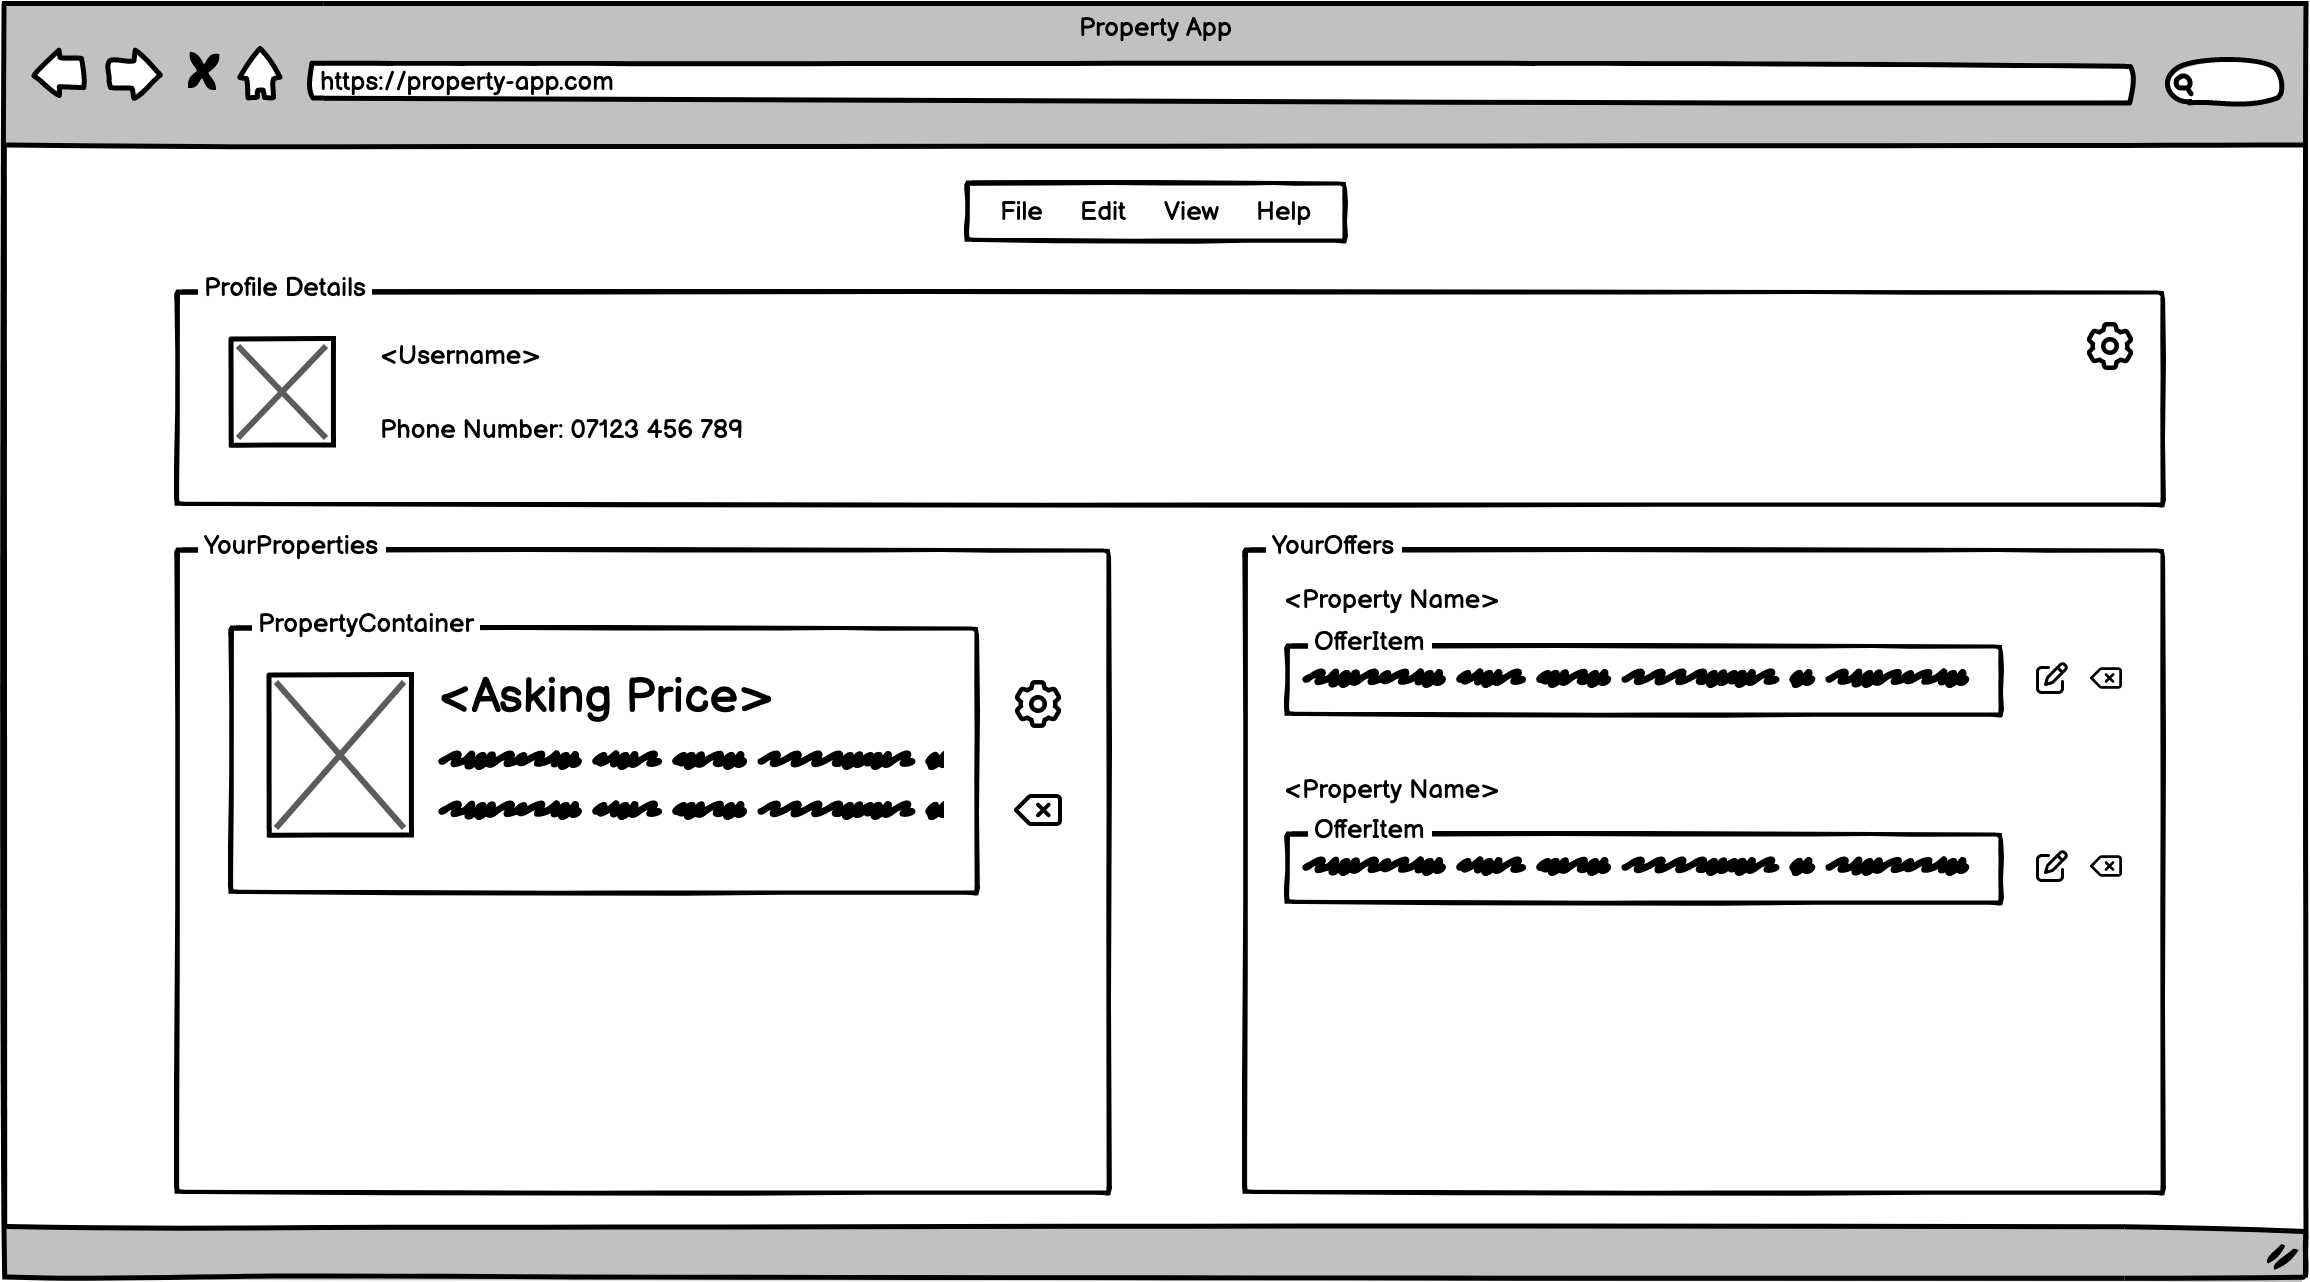 Property App
https://property-app.com
File Edit View Help
Profile Details
<Username>
Phone Number: 07123 456 789
YourProperties
PropertyContainer
<Asking Price>
YourOffers
<Property Name>
OfferItem
<Property Name>
OfferItem